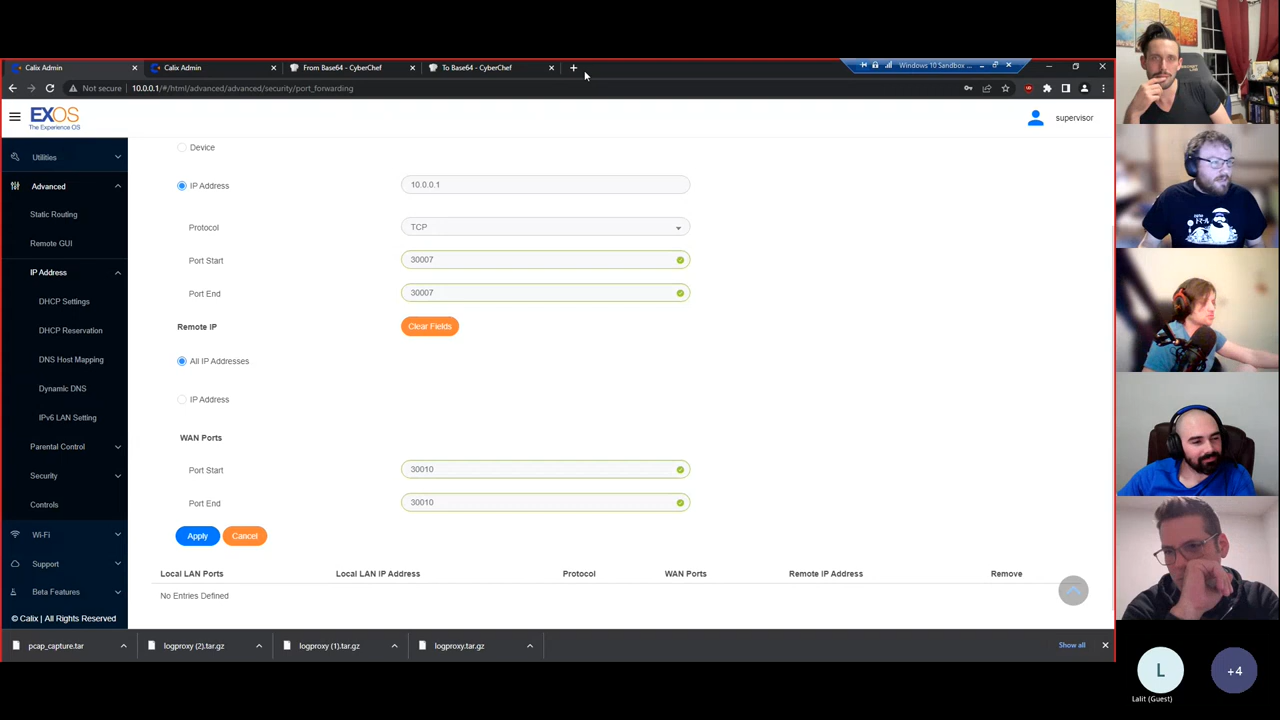 Calix Admin
Calix Admin
From Base64 - CyberChef
To Base64 - CyberChef
Windows 10 Sandbox ...
Not secure
10.0.0.1/#/html/advanced/advanced/security/port_forwarding
EXOS
The Experience OS
supervisor
Utilities
Advanced
Static Routing
Remote GUI
IP Address
DHCP Settings
DHCP Reservation
DNS Host Mapping
Dynamic DNS
IPv6 LAN Setting
Parental Control
Security
Controls
Wi-Fi
Support
Beta Features
© Calix | All Rights Reserved
Device
IP Address
10.0.0.1
Protocol
TCP
Port Start
30007
Port End
30007
Remote IP
Clear Fields
All IP Addresses
IP Address
WAN Ports
Port Start
30010
Port End
30010
Apply
Cancel
Local LAN Ports
Local LAN IP Address
Protocol
WAN Ports
Remote IP Address
Remove
No Entries Defined
pcap_capture.tar
logproxy (2).tar.gz
logproxy (1).tar.gz
logproxy.tar.gz
Show all
L
Lalit (Guest)
+4